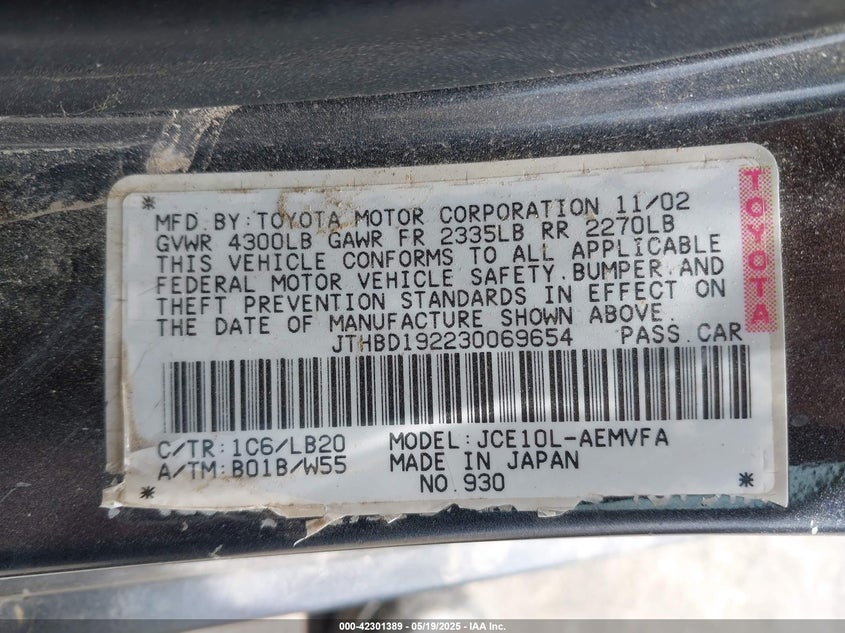 *
MFD.BY:TOYOTA MOTOR CORPORATION 11/02
GVWR 4300LB GAWR FR 2335LB RR 2270LB
THIS VEHICLE CONFORMS TO ALL APPLICABLE
FEDERAL MOTOR VEHICLE SAFETY.BUMPER.AND
THEFT PREVENTION STANDARDS IN EFFECT ON
THE DATE OF MANUFACTURE SHOWN ABOVE.
JTHBD192230069654 PASS.CAR
TOYOTA
C/TR:1C6/LB20 MODEL:JCE10L-AEMVFA
A/TM:B01B/W55 MADE IN JAPAN
* NO.930 *
000-42301389 - 05/19/2025 - IAA Inc.